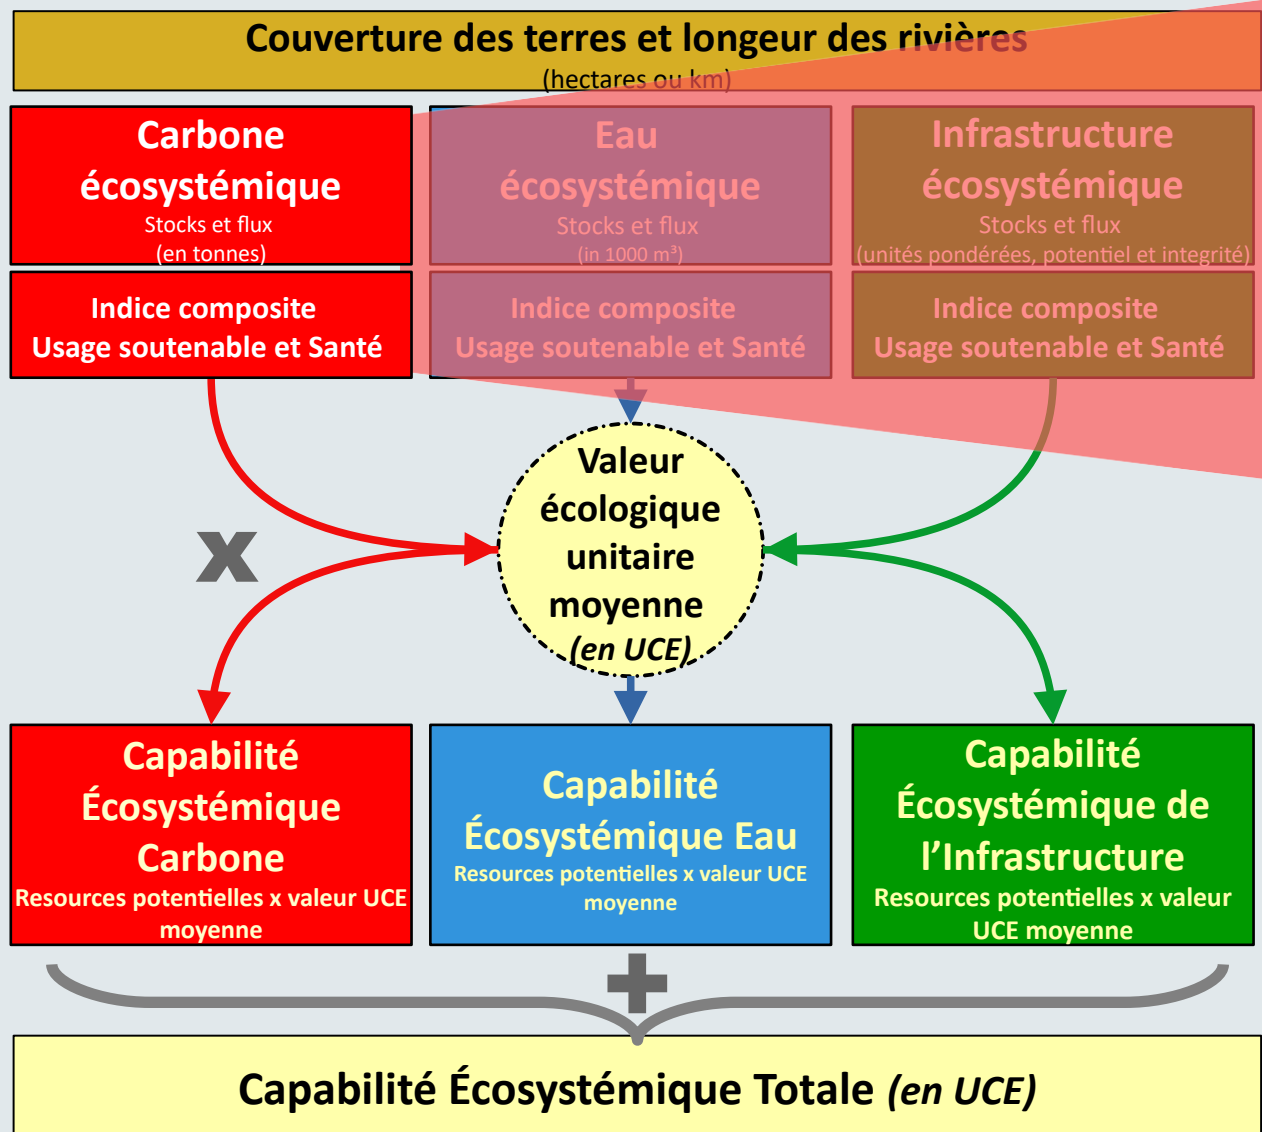 Couverture des terres et longueur des rivières
(hectares ou km)
Carbone
écosystémique
Stocks et flux
(en tonnes)
Eau
écosystémique
Stocks et flux
(in 1000 m³)
Infrastructure
écosystémique
Stocks et flux
(unités pondérées, potentiel et integrité)
Indice composite
Usage soutenable et Santé
Indice composite
Usage soutenable et Santé
Indice composite
Usage soutenable et Santé
Valeur
écologique
unitaire
moyenne
(en UCE)
X
Capabilité
Écosystémique
Carbone
Resources potentielles x valeur UCE
moyenne
Capabilité
Écosystémique Eau
Resources potentielles x valeur UCE
moyenne
Capabilité
Écosystémique de
l’Infrastructure
Resources potentielles x valeur
UCE moyenne
+
Capabilité Écosystémique Totale (en UCE)